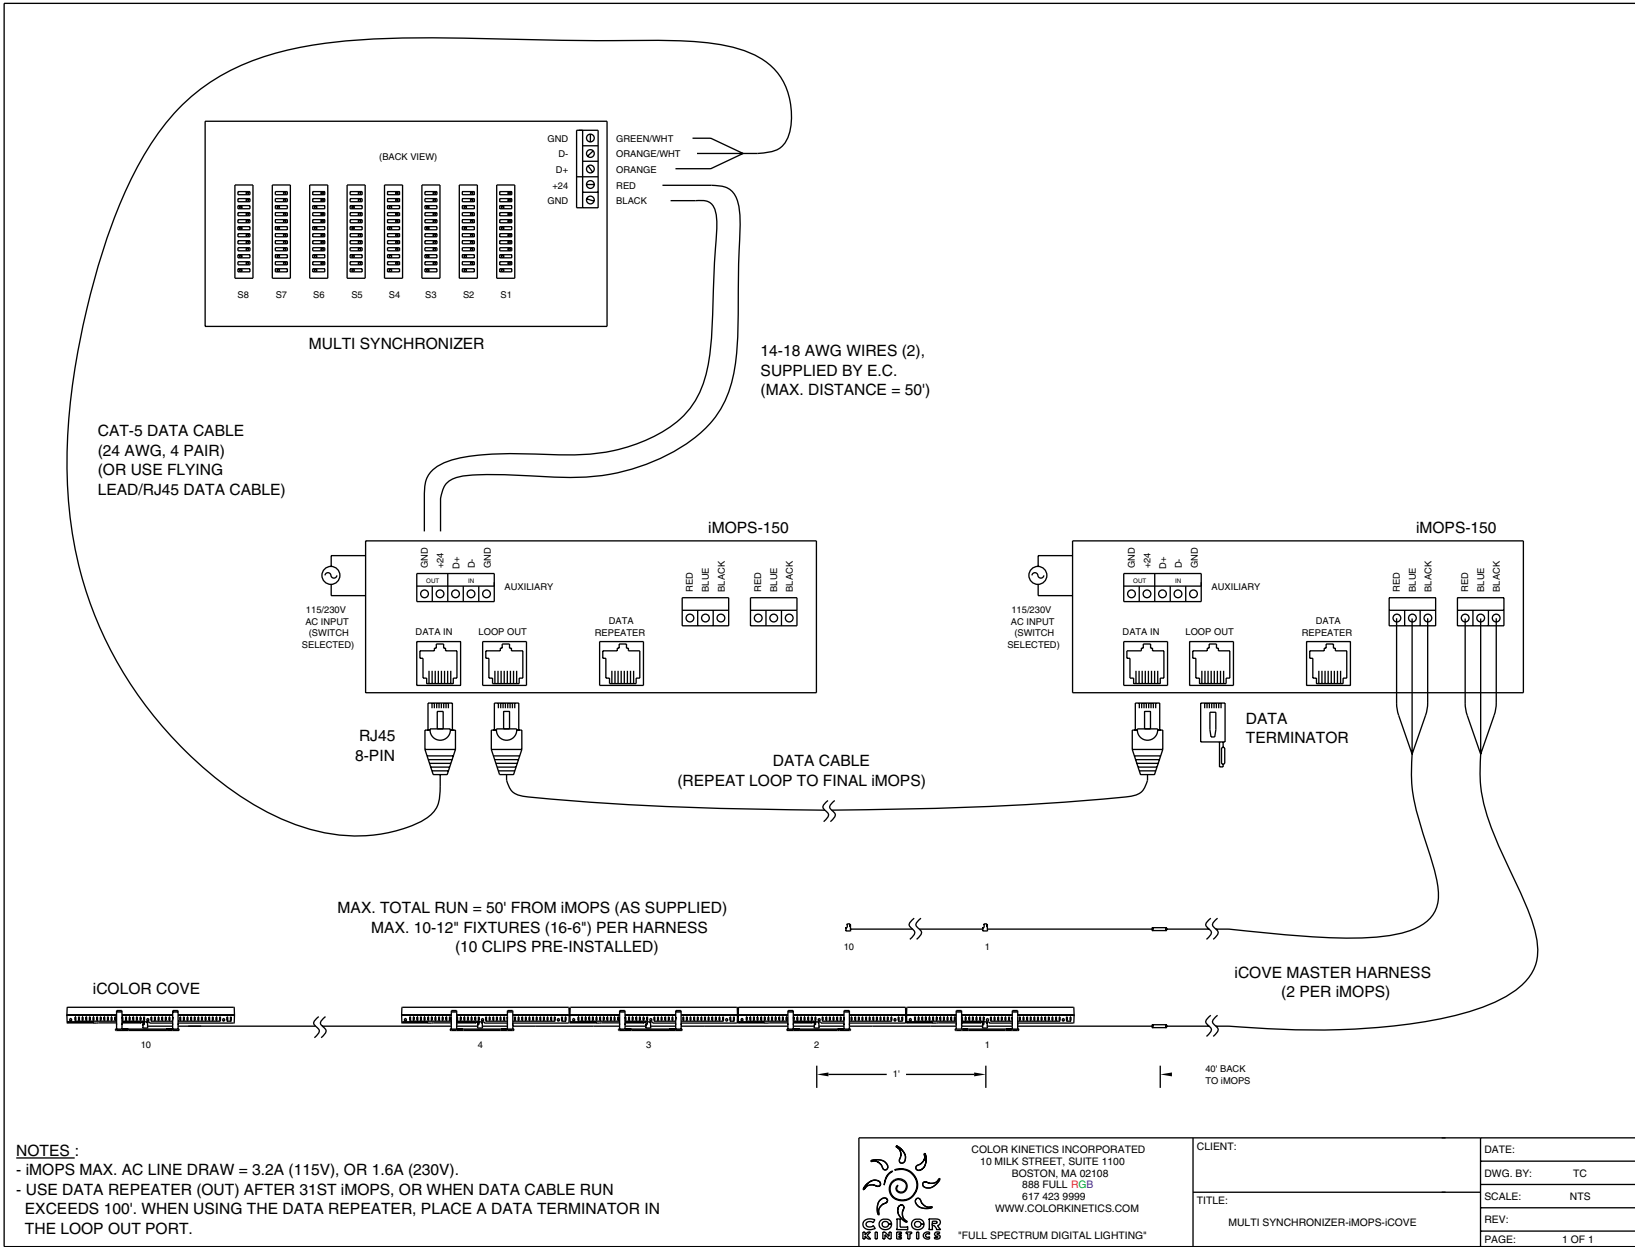 (BACK VIEW)
GND GREEN/WHT
D- ORANGE/WHT
D+ ORANGE
+24 RED
GND BLACK
S8 S7 S6 S5 S4 S3 S2 S1
MULTI SYNCHRONIZER
14-18 AWG WIRES (2),
SUPPLIED BY E.C.
(MAX. DISTANCE = 50')
CAT-5 DATA CABLE
(24 AWG, 4 PAIR)
(OR USE FLYING
LEAD/RJ45 DATA CABLE)
iMOPS-150
GND +24 D+ D- GND
OUT IN
AUXILIARY
RED BLUE BLACK
RED BLUE BLACK
115/230V
AC INPUT
(SWITCH
SELECTED)
DATA IN
LOOP OUT
DATA
REPEATER
iMOPS-150
GND +24 D+ D- GND
OUT IN
AUXILIARY
RED BLUE BLACK
RED BLUE BLACK
115/230V
AC INPUT
(SWITCH
SELECTED)
DATA IN
LOOP OUT
DATA
REPEATER
RJ45
8-PIN
DATA
TERMINATOR
DATA CABLE
(REPEAT LOOP TO FINAL iMOPS)
MAX. TOTAL RUN = 50' FROM iMOPS (AS SUPPLIED)
MAX. 10-12" FIXTURES (16-6") PER HARNESS
(10 CLIPS PRE-INSTALLED)
10 1
iCOVE MASTER HARNESS
(2 PER iMOPS)
iCOLOR COVE
10 4 3 2 1
1'
40' BACK
TO iMOPS
NOTES :
- iMOPS MAX. AC LINE DRAW = 3.2A (115V), OR 1.6A (230V).
- USE DATA REPEATER (OUT) AFTER 31ST iMOPS, OR WHEN DATA CABLE RUN
EXCEEDS 100'. WHEN USING THE DATA REPEATER, PLACE A DATA TERMINATOR IN
THE LOOP OUT PORT.
COLOR
KINETICS
COLOR KINETICS INCORPORATED
10 MILK STREET, SUITE 1100
BOSTON, MA 02108
888 FULL RGB
617 423 9999
WWW.COLORKINETICS.COM
"FULL SPECTRUM DIGITAL LIGHTING"
CLIENT:
TITLE:
MULTI SYNCHRONIZER-iMOPS-iCOVE
DATE:
DWG. BY: TC
SCALE: NTS
REV:
PAGE: 1 OF 1